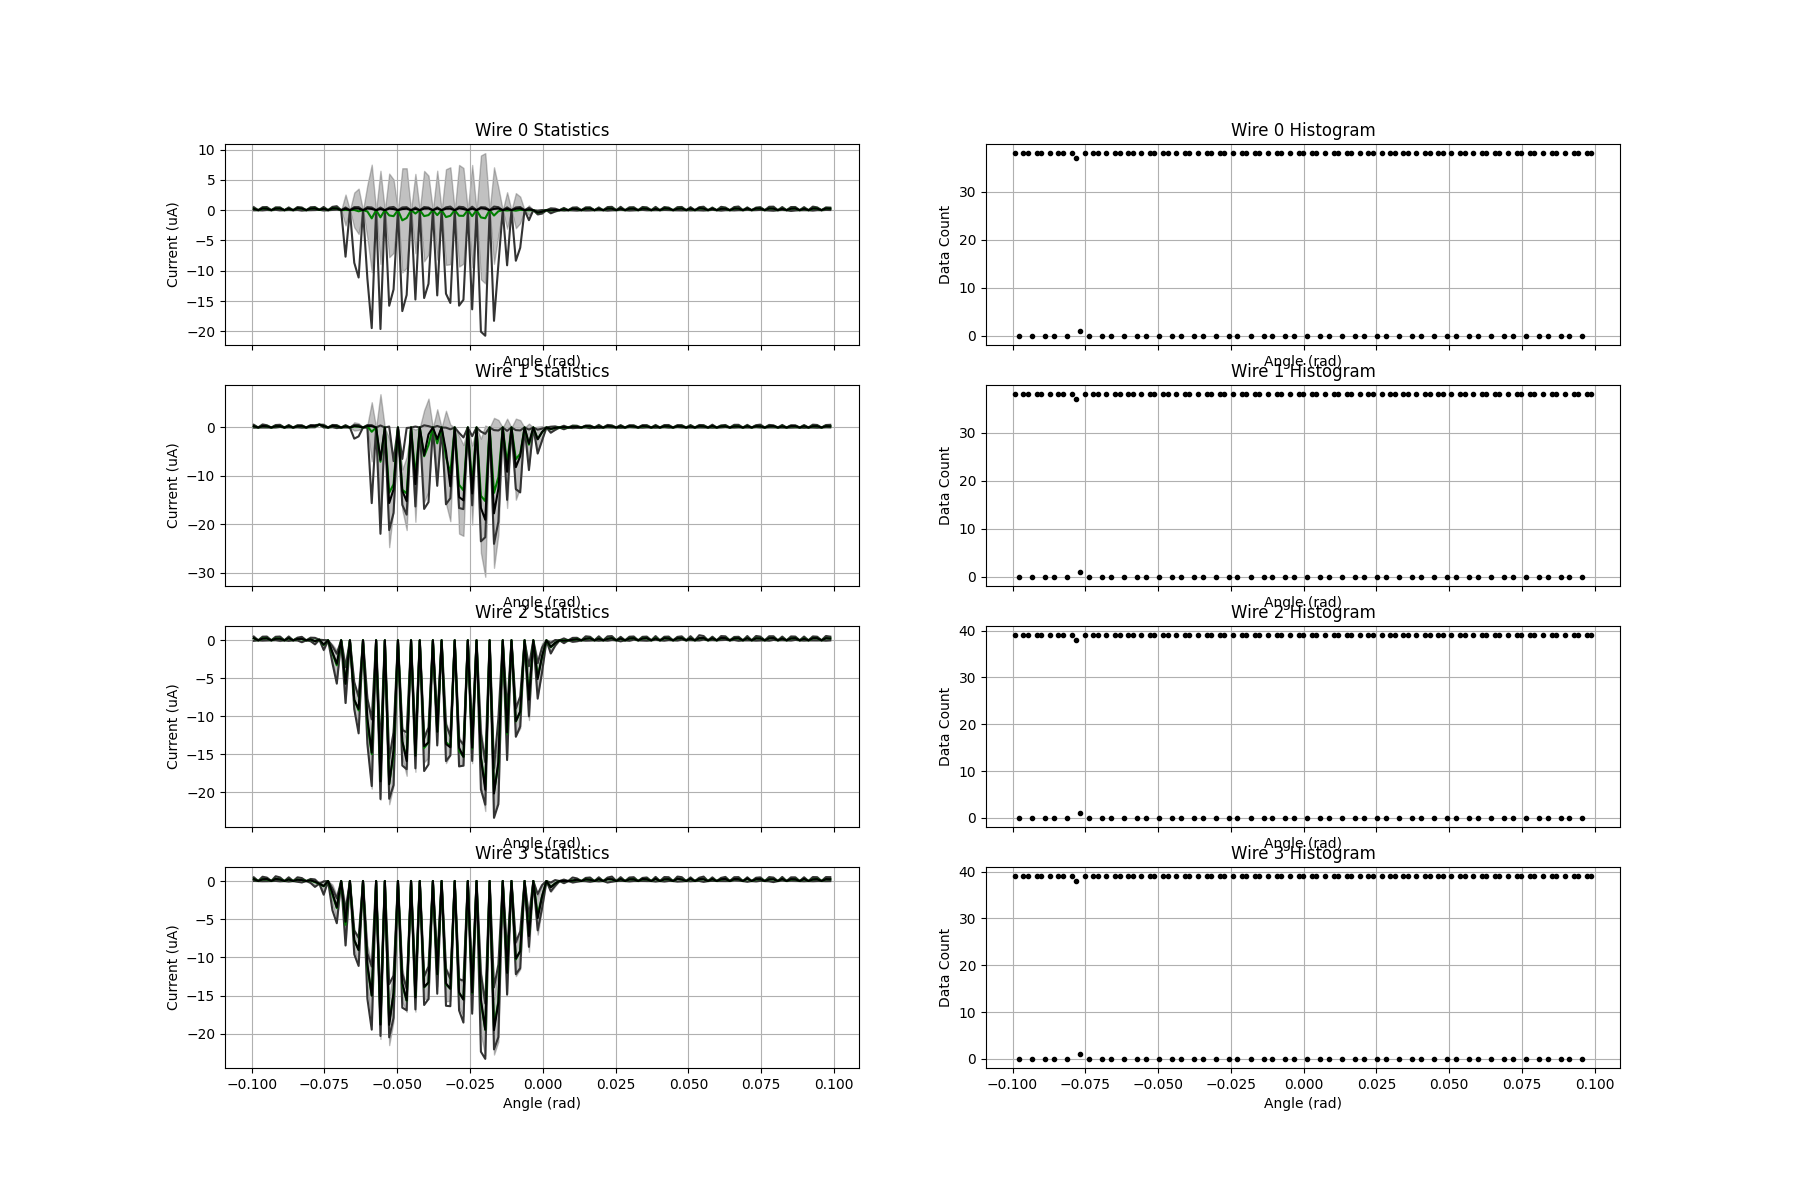 Wire 0 Statistics
10
5
0
−5
−10
−15
−20
Current (uA)
Angle (rad)
Wire 0 Histogram
30
20
10
0
Data Count
Angle (rad)
Wire 1 Statistics
0
−10
−20
−30
Current (uA)
Angle (rad)
Wire 1 Histogram
30
20
10
0
Data Count
Angle (rad)
Wire 2 Statistics
0
−5
−10
−15
−20
Current (uA)
Angle (rad)
Wire 2 Histogram
40
30
20
10
0
Data Count
Angle (rad)
Wire 3 Statistics
0
−5
−10
−15
−20
Current (uA)
−0.100 −0.075 −0.050 −0.025 0.000 0.025 0.050 0.075 0.100
Angle (rad)
Wire 3 Histogram
40
30
20
10
0
Data Count
−0.100 −0.075 −0.050 −0.025 0.000 0.025 0.050 0.075 0.100
Angle (rad)